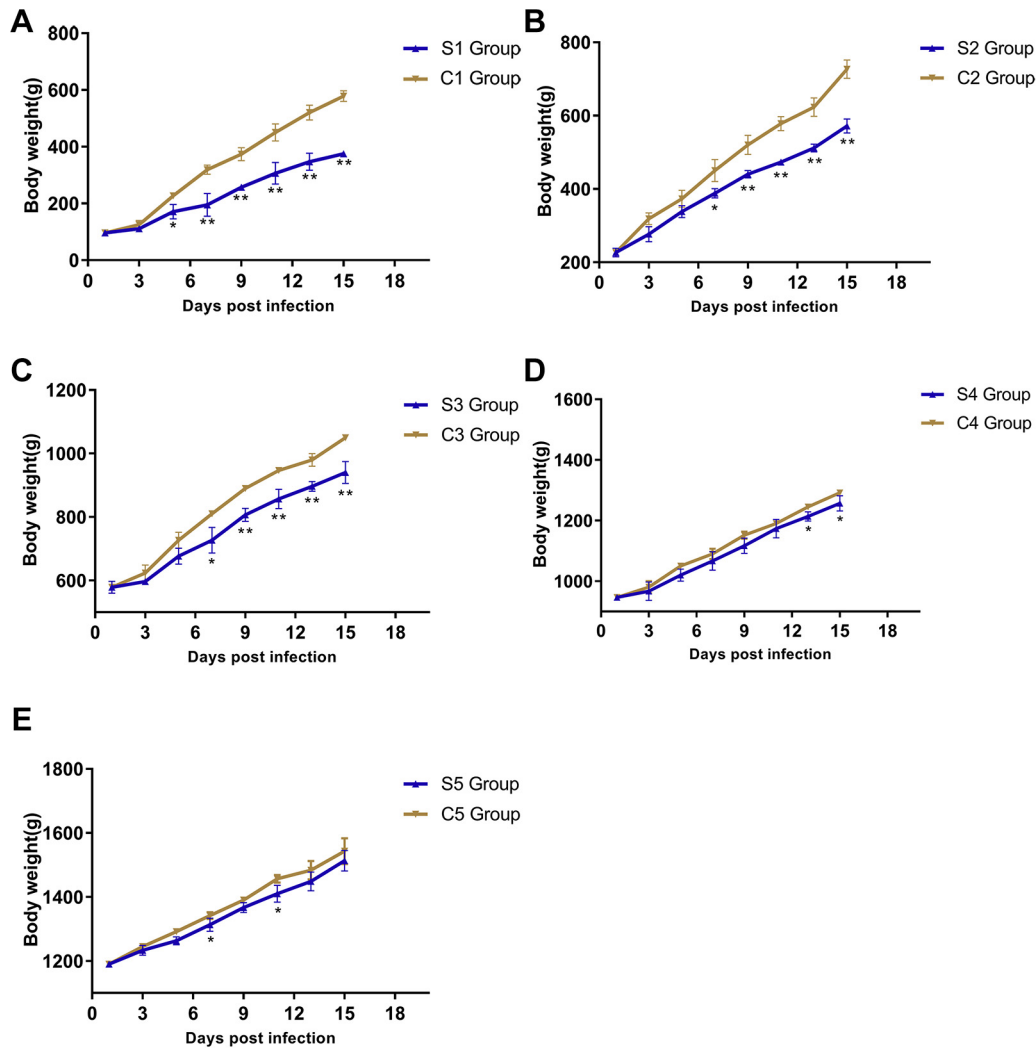 A
S1 Group
C1 Group
Body weight(g)
800
600
400
200
0
*
**
**
**
**
**
0 3 6 9 12 15 18
Days post infection
B
S2 Group
C2 Group
Body weight(g)
800
600
400
200
*
**
**
**
**
0 3 6 9 12 15 18
Days post infection
C
S3 Group
C3 Group
Body weight(g)
1200
1000
800
600
*
**
**
**
**
0 3 6 9 12 15 18
Days post infection
D
S4 Group
C4 Group
Body weight(g)
1600
1400
1200
1000
*
*
0 3 6 9 12 15 18
Days post infection
E
S5 Group
C5 Group
Body weight(g)
1800
1600
1400
1200
*
*
0 3 6 9 12 15 18
Days post infection